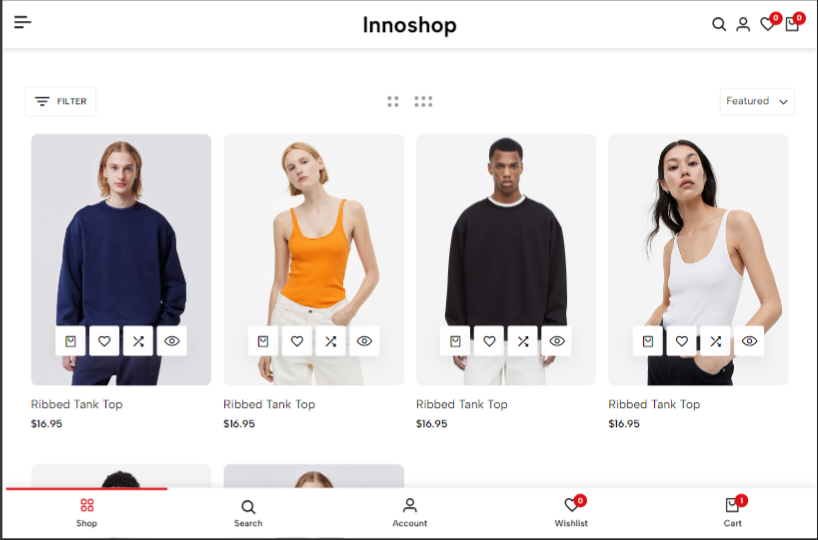 Innoshop
0
0
FILTER
Featured
Ribbed Tank Top
$16.95
Ribbed Tank Top
$16.95
Ribbed Tank Top
$16.95
Ribbed Tank Top
$16.95
Shop
Search
Account
0
Wishlist
1
Cart